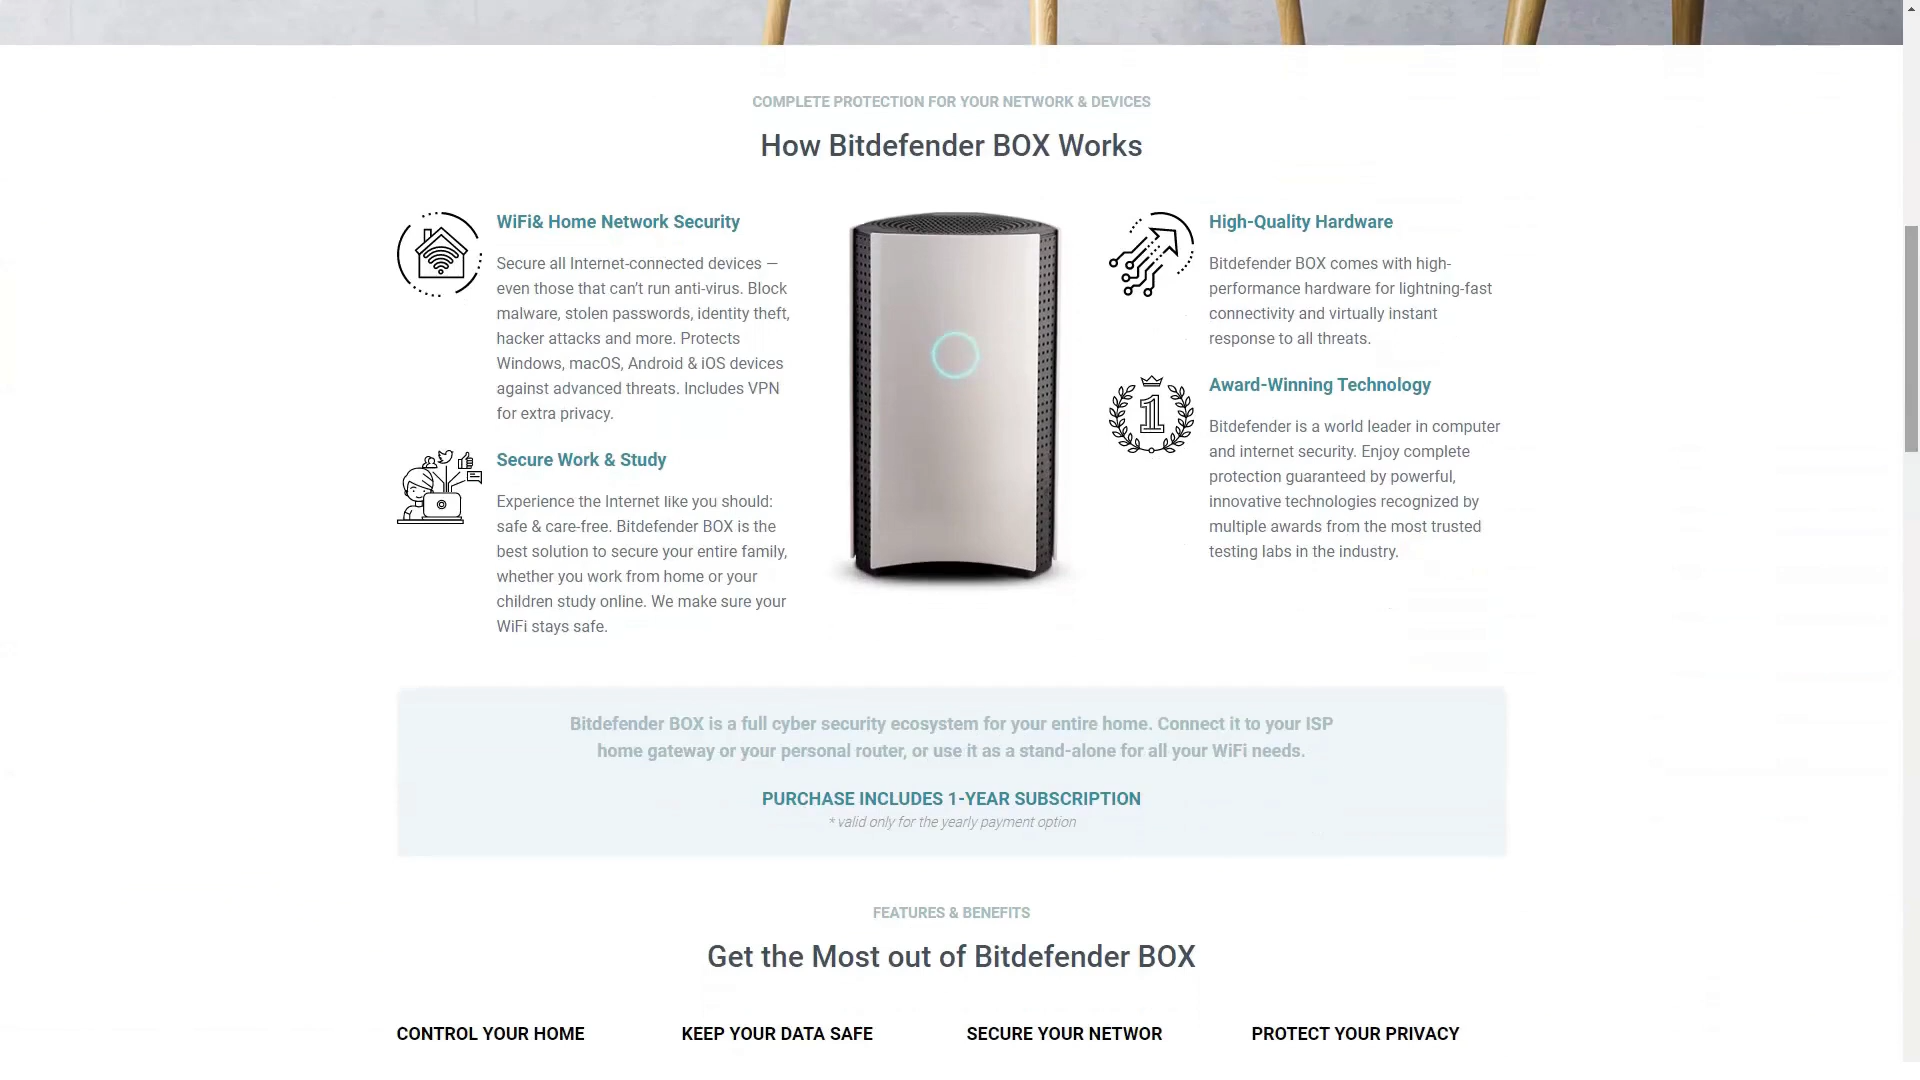 COMPLETE PROTECTION FOR YOUR NETWORK & DEVICES
How Bitdefender BOX Works
WiFi& Home Network Security
Secure all Internet-connected devices —
even those that can’t run anti-virus. Block
malware, stolen passwords, identity theft,
hacker attacks and more. Protects
Windows, macOS, Android & iOS devices
against advanced threats. Includes VPN
for extra privacy.
Secure Work & Study
Experience the Internet like you should:
safe & care-free. Bitdefender BOX is the
best solution to secure your entire family,
whether you work from home or your
children study online. We make sure your
WiFi stays safe.
High-Quality Hardware
Bitdefender BOX comes with high-
performance hardware for lightning-fast
connectivity and virtually instant
response to all threats.
1
Award-Winning Technology
Bitdefender is a world leader in computer
and internet security. Enjoy complete
protection guaranteed by powerful,
innovative technologies recognized by
multiple awards from the most trusted
testing labs in the industry.
Bitdefender BOX is a full cyber security ecosystem for your entire home. Connect it to your ISP
home gateway or your personal router, or use it as a stand-alone for all your WiFi needs.
PURCHASE INCLUDES 1-YEAR SUBSCRIPTION
* valid only for the yearly payment option
FEATURES & BENEFITS
Get the Most out of Bitdefender BOX
CONTROL YOUR HOME
KEEP YOUR DATA SAFE
SECURE YOUR NETWOR
PROTECT YOUR PRIVACY